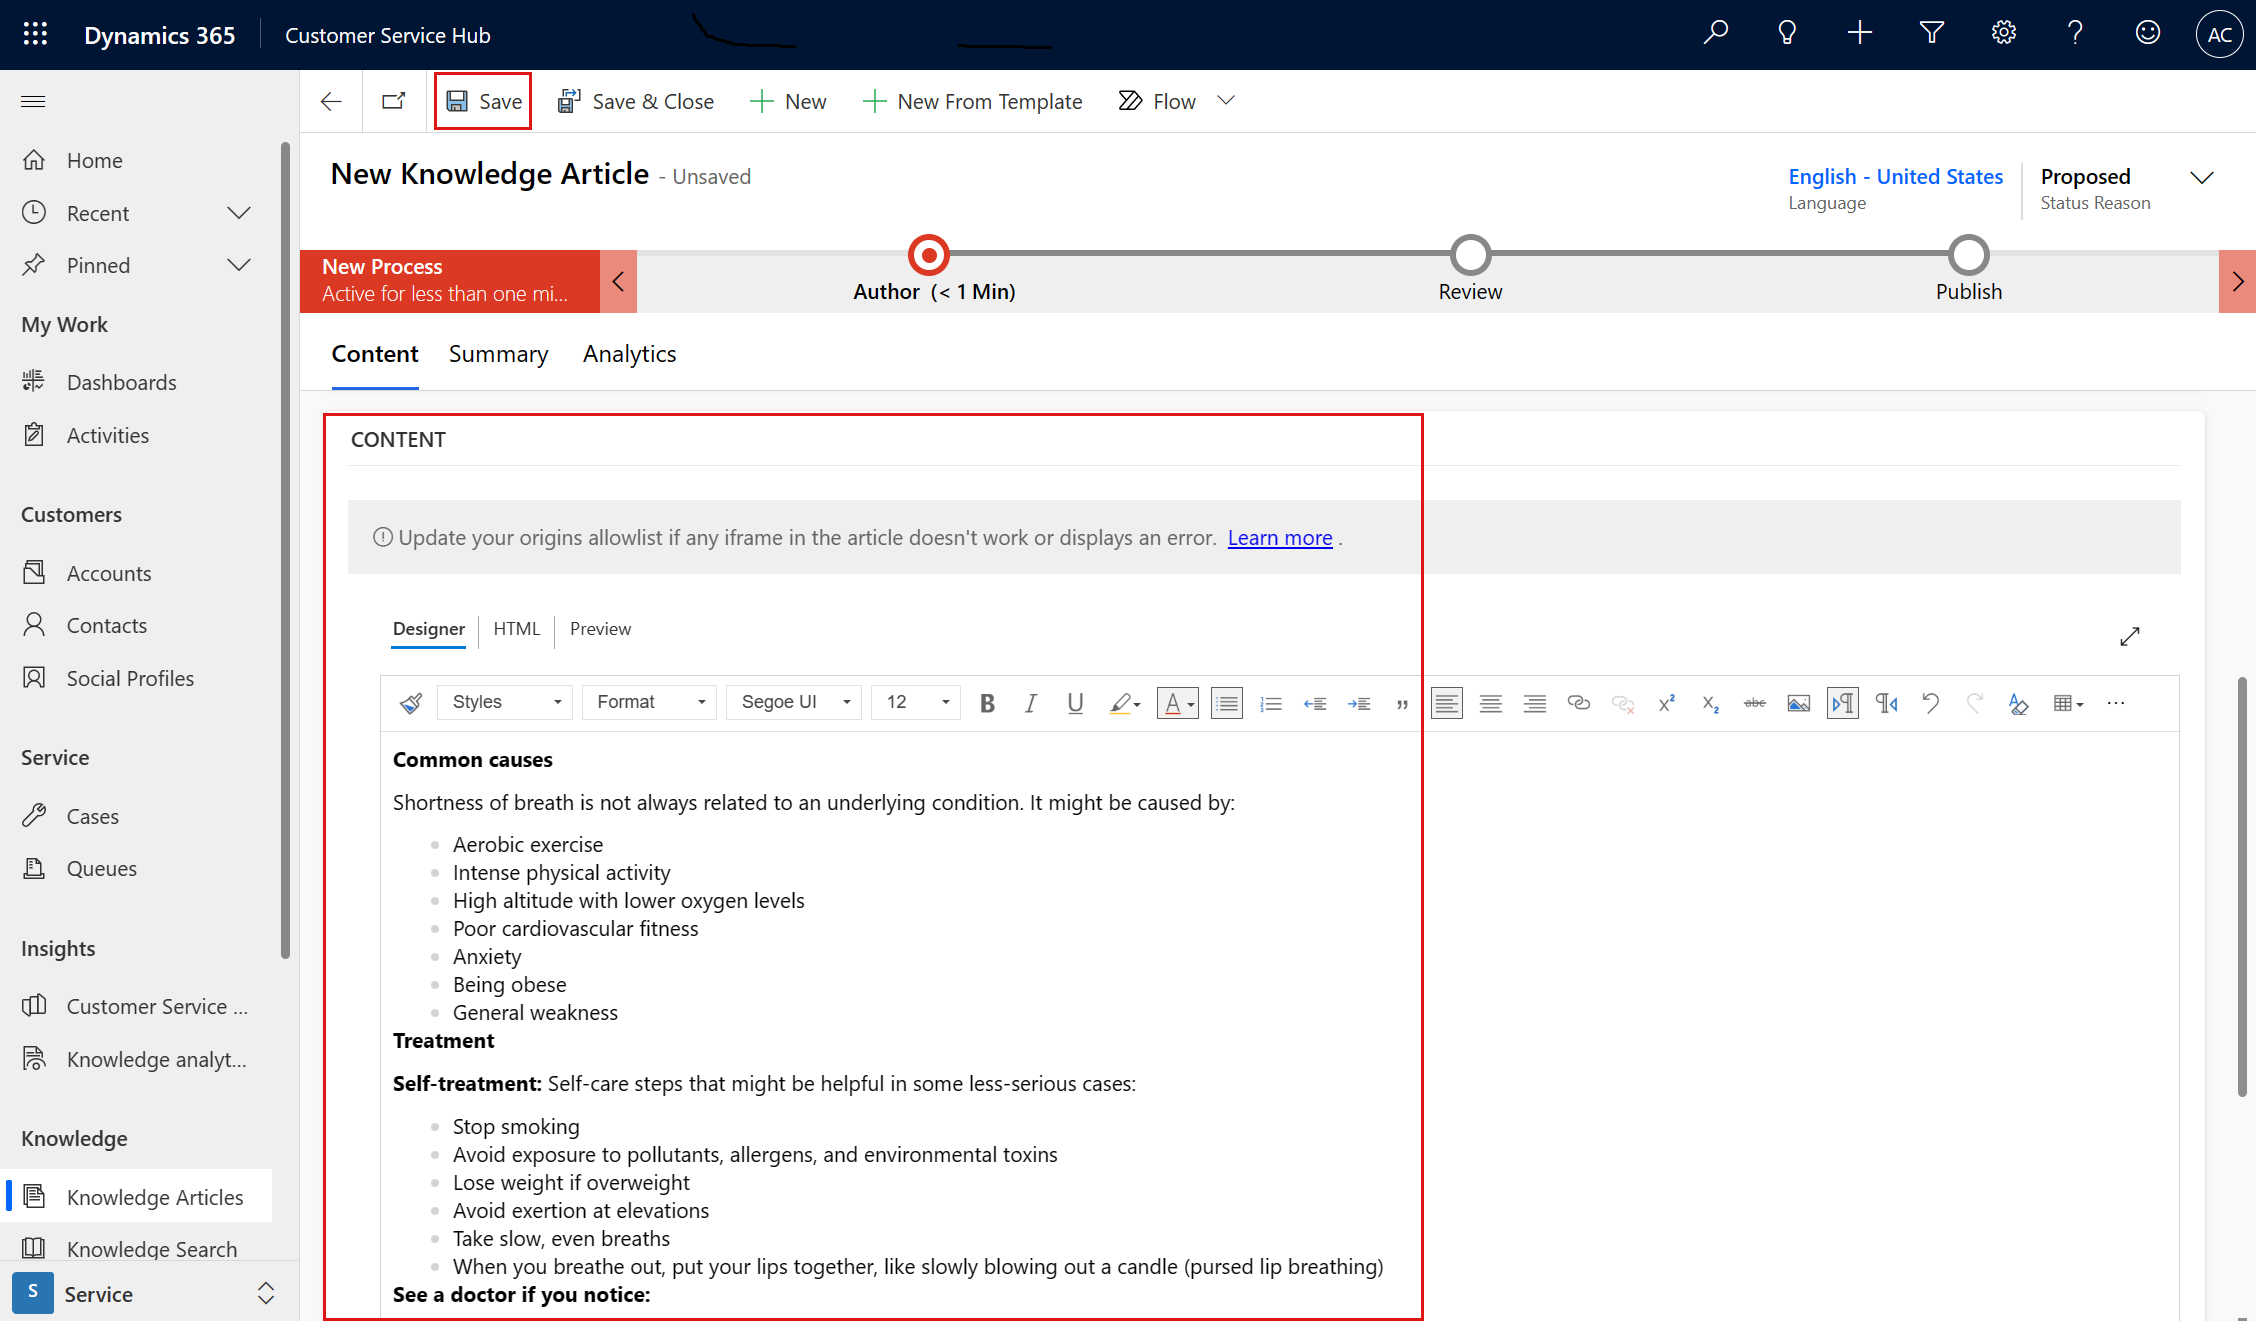 Dynamics 365 Customer Service Hub AC
Save Save & Close New New From Template Flow
Home
Recent
Pinned
My Work
Dashboards
Activities
Customers
Accounts
Contacts
Social Profiles
Service
Cases
Queues
Insights
Customer Service ...
Knowledge analyt...
Knowledge
Knowledge Articles
Knowledge Search
S Service
New Knowledge Article - Unsaved
English - United States
Language
Proposed
Status Reason
New Process
Active for less than one mi...
Author (< 1 Min)
Review
Publish
Content Summary Analytics
CONTENT
Update your origins allowlist if any iframe in the article doesn't work or displays an error. Learn more .
Designer HTML Preview
Styles Format Segoe UI 12 B I U A abc
Common causes
Shortness of breath is not always related to an underlying condition. It might be caused by:
Aerobic exercise
Intense physical activity
High altitude with lower oxygen levels
Poor cardiovascular fitness
Anxiety
Being obese
General weakness
Treatment
Self-treatment: Self-care steps that might be helpful in some less-serious cases:
Stop smoking
Avoid exposure to pollutants, allergens, and environmental toxins
Lose weight if overweight
Avoid exertion at elevations
Take slow, even breaths
When you breathe out, put your lips together, like slowly blowing out a candle (pursed lip breathing)
See a doctor if you notice: